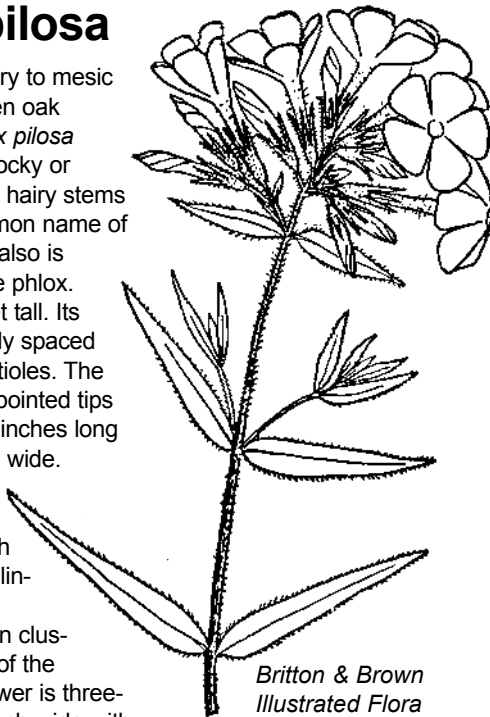 pilosa
ry to mesic
en oak
x pilosa
ocky or
hairy stems
mon name of
also is
e phlox.
t tall. Its
ly spaced
tioles. The
pointed tips
inches long
wide.
h
lin-
n clus-
of the
wer is three-
Britton & Brown
Illustrated Flora